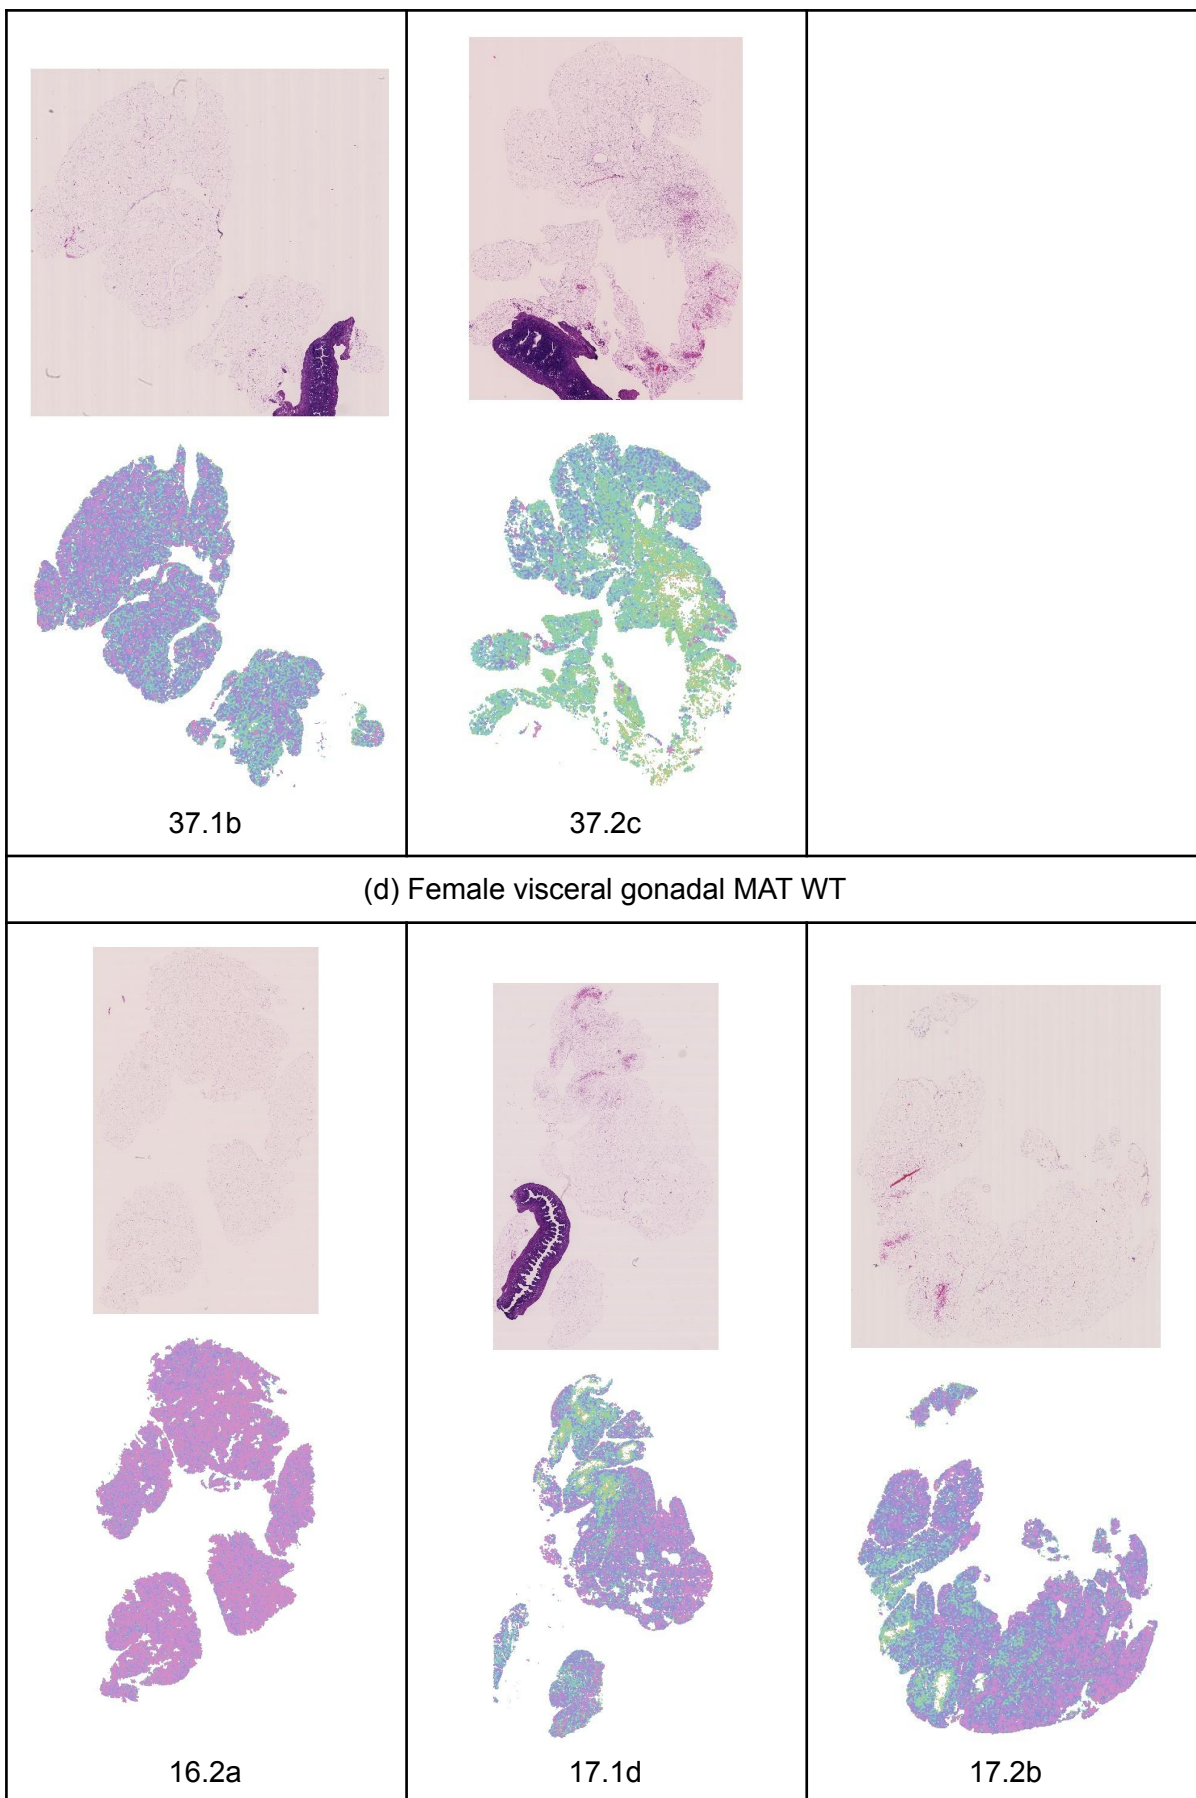 37.1b
37.2c
(d) Female visceral gonadal MAT WT
16.2a
17.1d
17.2b